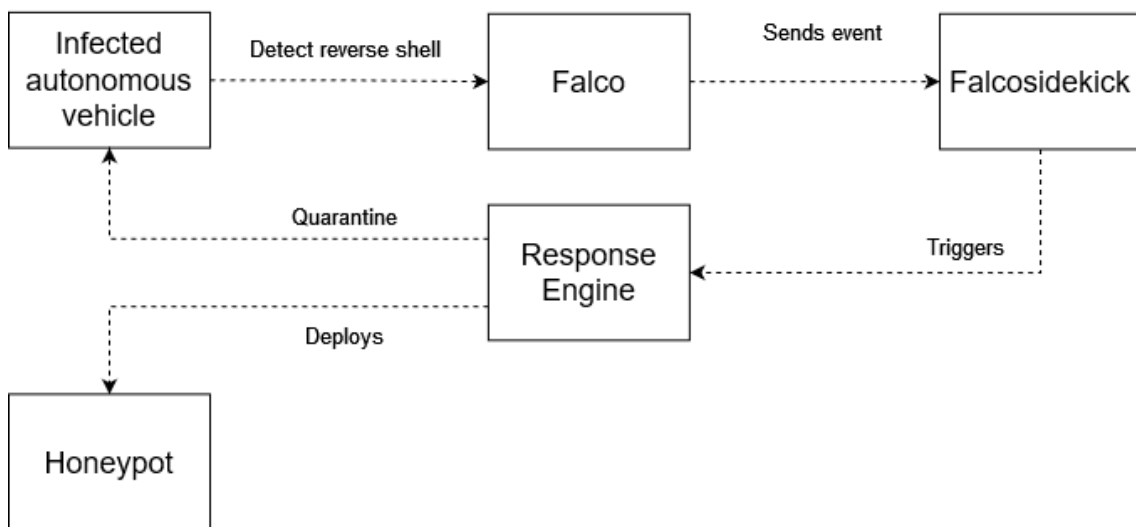 Infected
autonomous
vehicle
Detect reverse shell
Falco
Sends event
Falcosidekick
Triggers
Response
Engine
Quarantine
Deploys
Honeypot